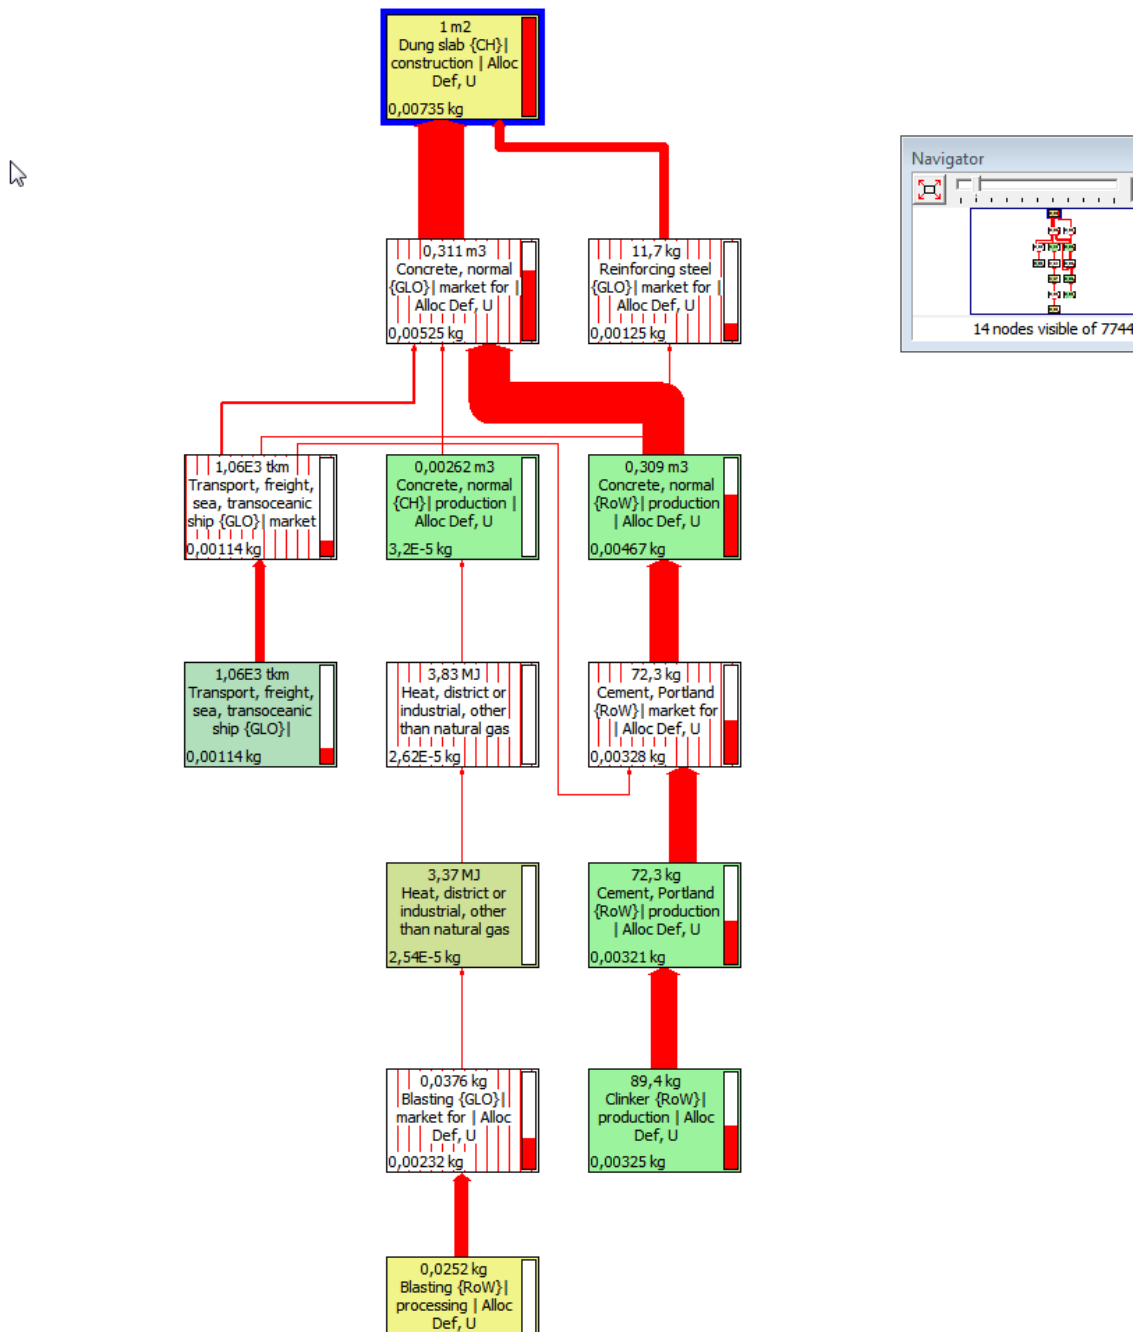 1 m2
Dung slab {CH}|
construction | Alloc
Def, U
0,00735 kg
Navigator
14 nodes visible of 7744
0,311 m3
Concrete, normal
{GLO}| market for |
Alloc Def, U
0,00525 kg
11,7 kg
Reinforcing steel
{GLO}| market for |
Alloc Def, U
0,00125 kg
1,06E3 tkm
Transport, freight,
sea, transoceanic
ship {GLO}| market
0,00114 kg
0,00262 m3
Concrete, normal
{CH}| production |
Alloc Def, U
3,2E-5 kg
0,309 m3
Concrete, normal
{RoW}| production
| Alloc Def, U
0,00467 kg
1,06E3 tkm
Transport, freight,
sea, transoceanic
ship {GLO}|
0,00114 kg
3,83 MJ
Heat, district or
industrial, other
than natural gas
2,62E-5 kg
72,3 kg
Cement, Portland
{RoW}| market for
| Alloc Def, U
0,00328 kg
3,37 MJ
Heat, district or
industrial, other
than natural gas
2,54E-5 kg
72,3 kg
Cement, Portland
{RoW}| production
| Alloc Def, U
0,00321 kg
0,0376 kg
Blasting {GLO}|
market for | Alloc
Def, U
0,00232 kg
89,4 kg
Clinker {RoW}|
production | Alloc
Def, U
0,00325 kg
0,0252 kg
Blasting {RoW}|
processing | Alloc
Def, U